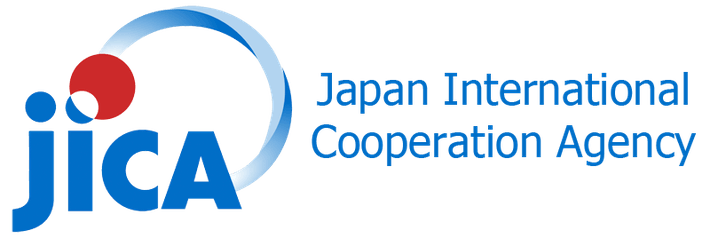 jiCA
Japan International
Cooperation Agency